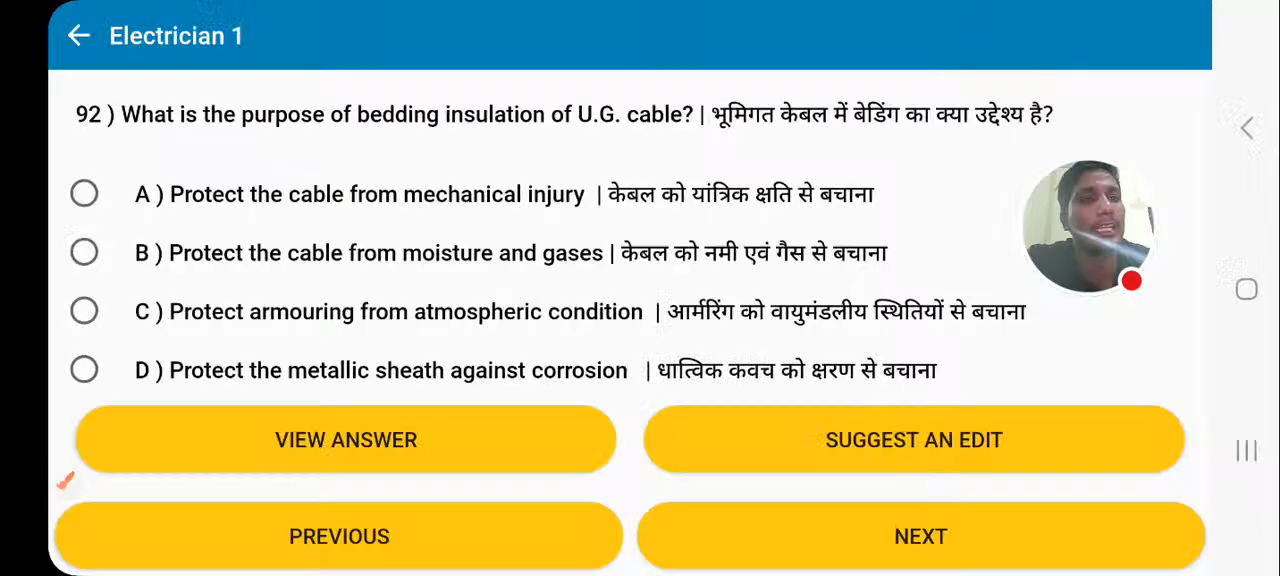 Electrician 1
92 ) What is the purpose of bedding insulation of U.G. cable? | भूमिगत केबल में बेडिंग का क्या उद्देश्य है?
A ) Protect the cable from mechanical injury | केबल को यांत्रिक क्षति से बचाना
B ) Protect the cable from moisture and gases | केबल को नमी एवं गैस से बचाना
C ) Protect armouring from atmospheric condition | आर्मरिंग को वायुमंडलीय स्थितियों से बचाना
D ) Protect the metallic sheath against corrosion | धात्विक कवच को क्षरण से बचाना
VIEW ANSWER SUGGEST AN EDIT
PREVIOUS NEXT